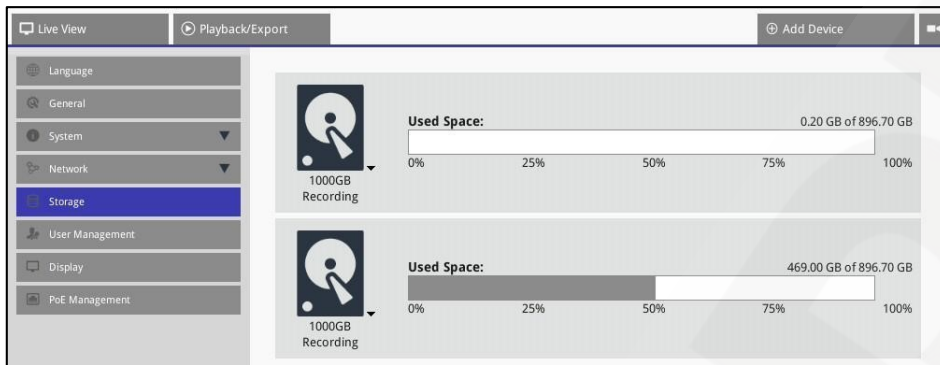 Live View
Playback/Export
Add Device
Language
General
System
Network
Storage
User Management
Display
PoE Management
Used Space:
0.20 GB of 896.70 GB
0%
25%
50%
75%
100%
1000GB
Recording
Used Space:
469.00 GB of 896.70 GB
0%
25%
50%
75%
100%
1000GB
Recording